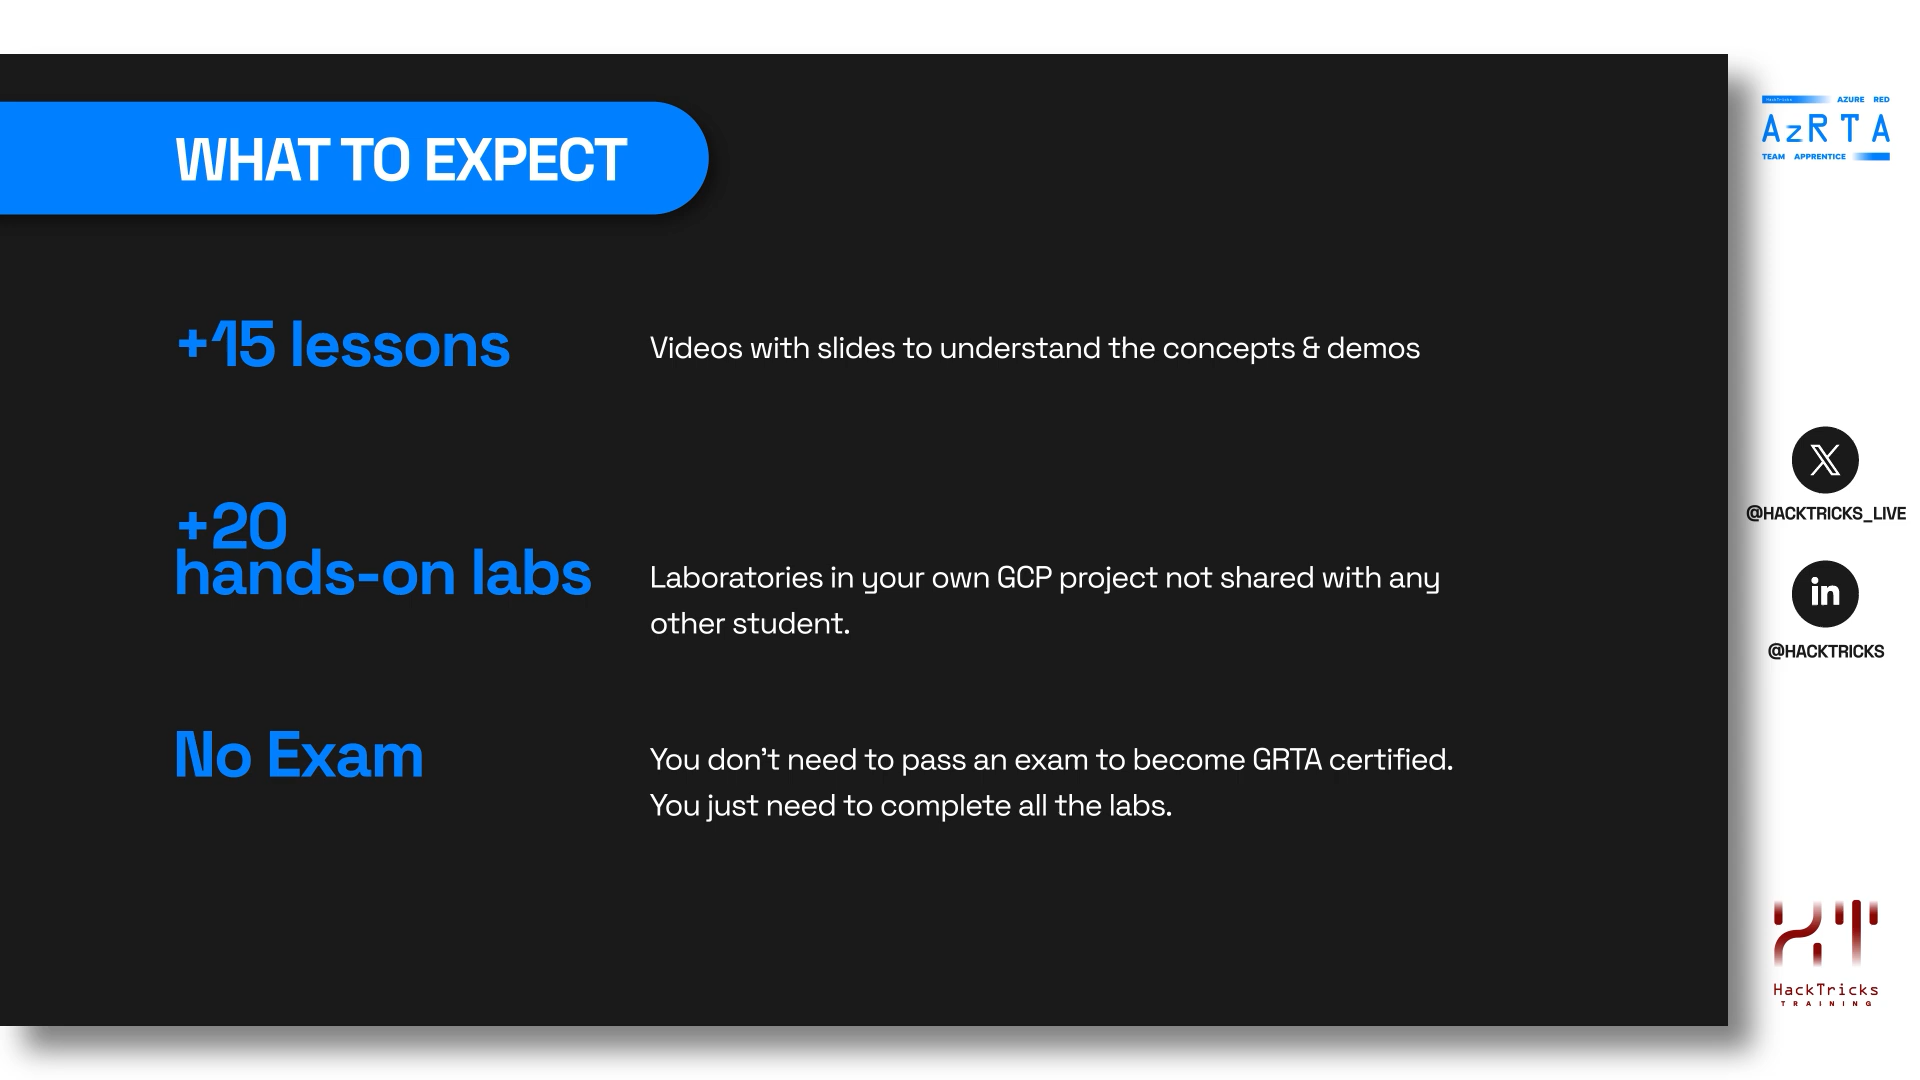 WHAT TO EXPECT
+15 lessons
Videos with slides to understand the concepts & demos
+20
hands-on labs
Laboratories in your own GCP project not shared with any
other student.
No Exam
You don't need to pass an exam to become GRTA certified.
You just need to complete all the labs.
HackTricks
AZURE RED
AzRTA
TEAM APPRENTICE
@HACKTRICKS_LIVE
in
@HACKTRICKS
HT
HackTricks
TRAINING